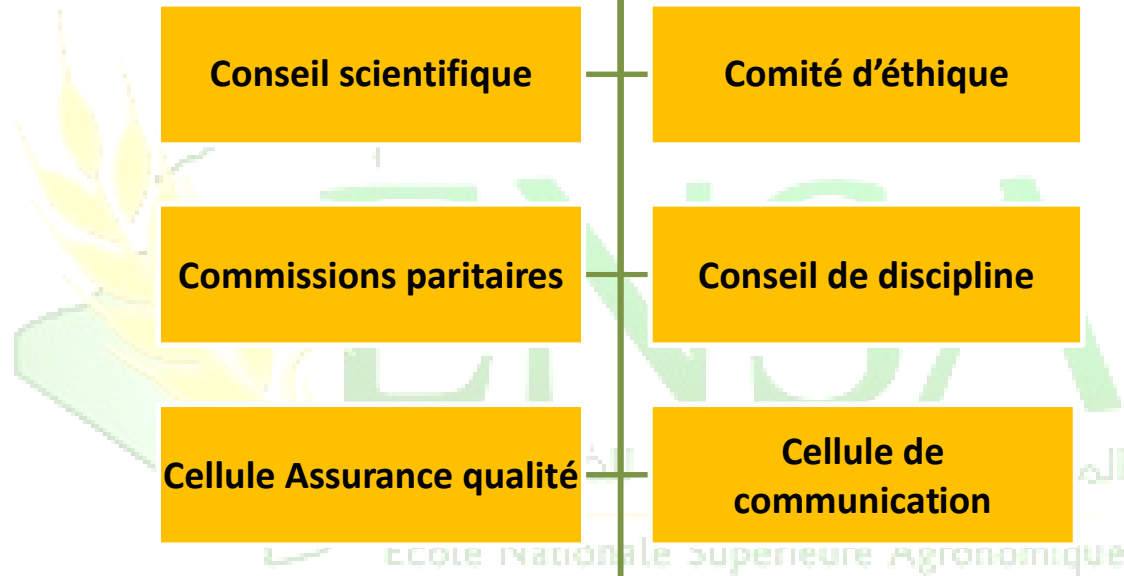 Conseil scientifique
Comité d’éthique
Commissions paritaires
Conseil de discipline
Cellule Assurance qualité
Cellule de
communication
ENSA
Ecole Nationale Supérieure Agronomique